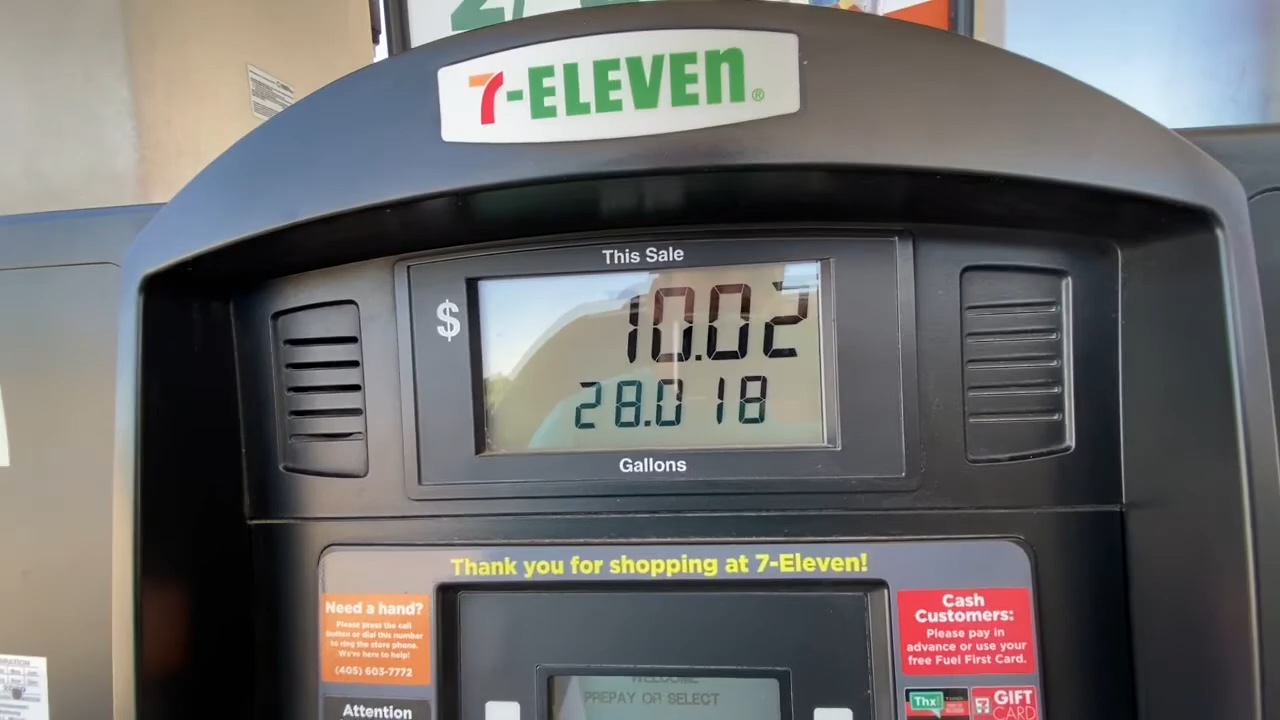 7-ELEVEn®
This Sale
$
10.02
28.018
Gallons
Thank you for shopping at 7-Eleven!
Need a hand?
Please press the call
button or dial this number
to ring the store phone.
We're here to help!
(405) 603-7772
Attention
WELCOME
PREPAY OR SELECT
Cash
Customers:
Please pay in
advance or use your
free Fuel First Card.
Thx!
GIFT
CARD